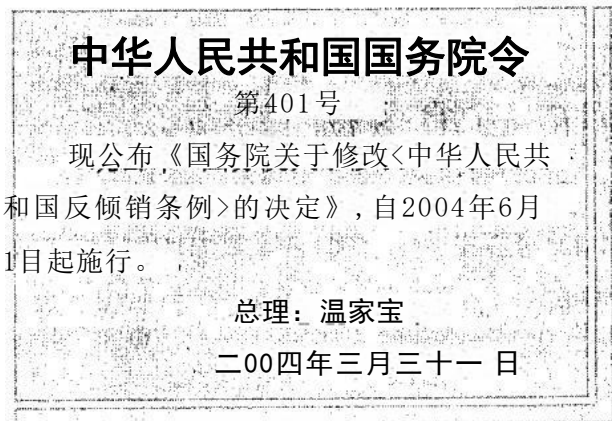 中华人民共和国国务院令
第401号
现公布《国务院关于修改<中华人民共
和国反倾销条例>的决定》,自2004年6月
1目起施行。
总理：温家宝
二00四年三月三十一 日